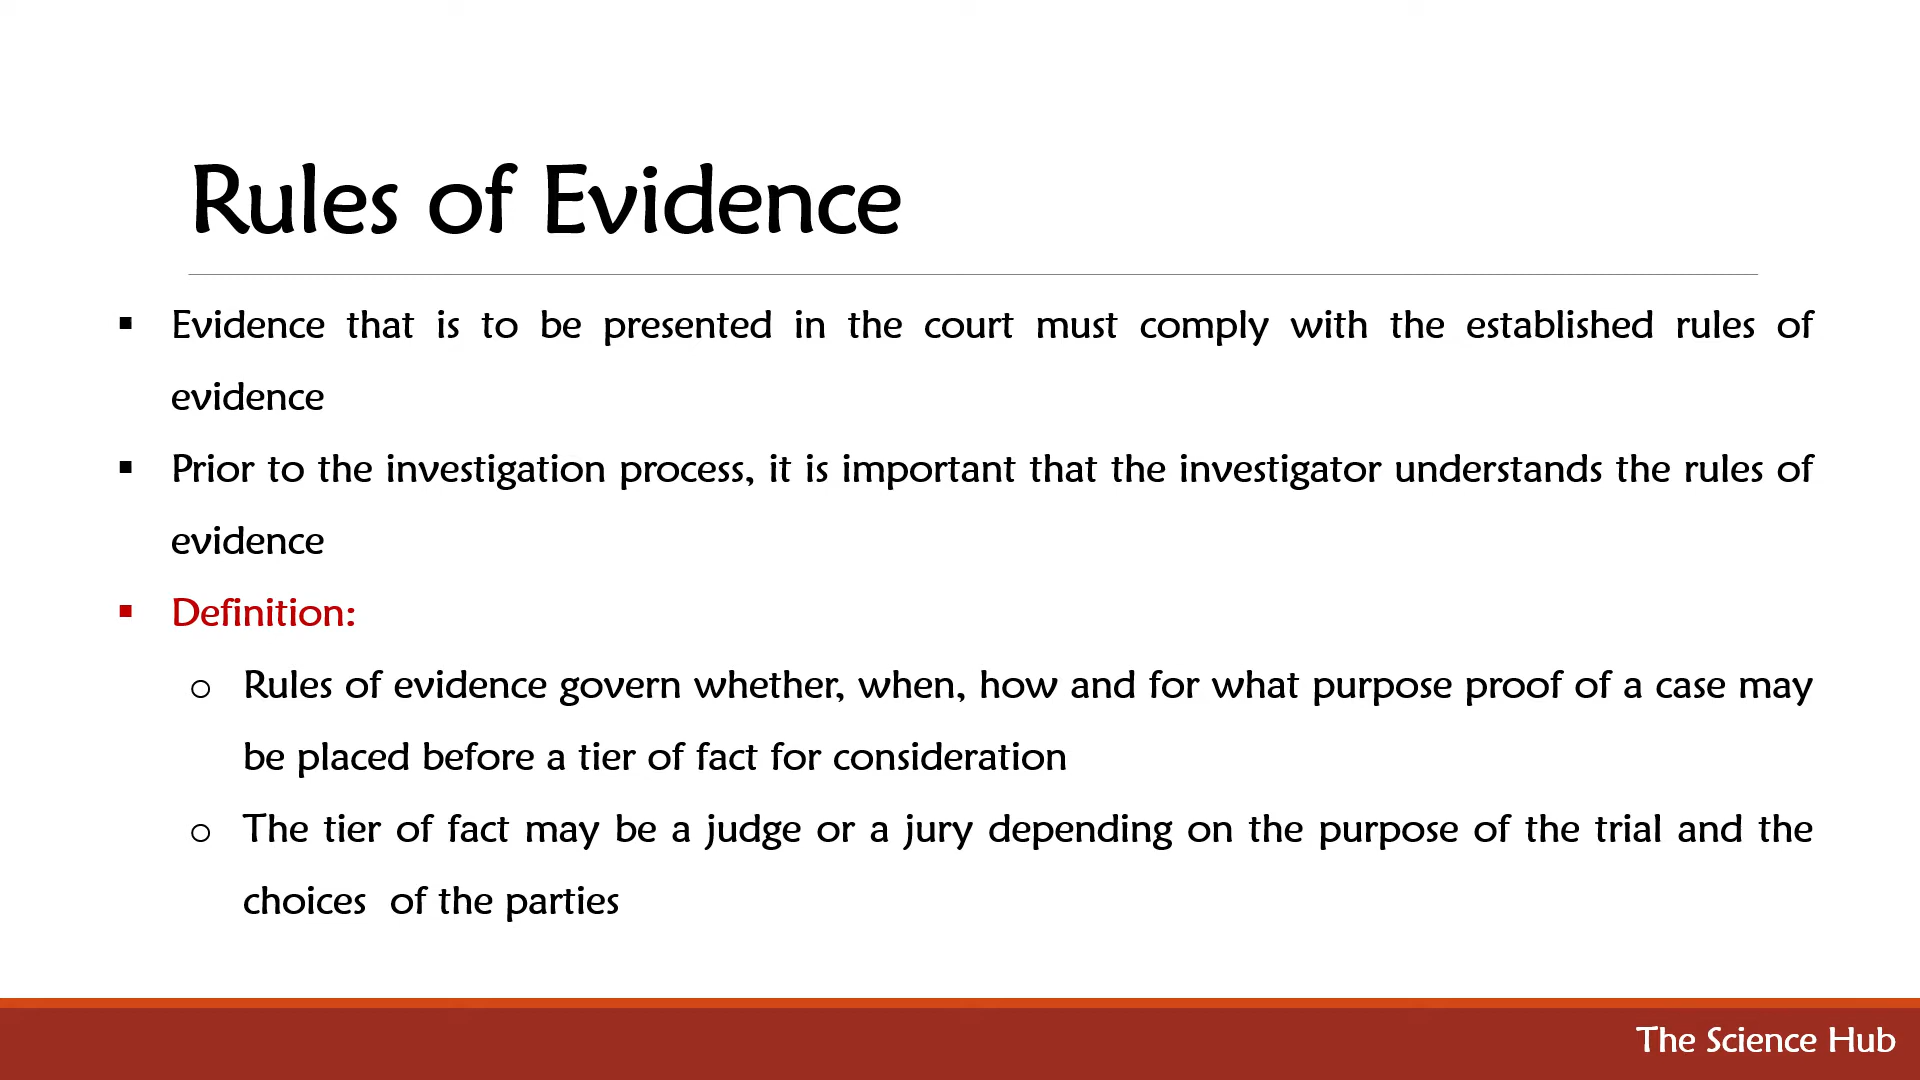 Rules of Evidence
▪ Evidence that is to be presented in the court must comply with the established rules of
evidence
▪ Prior to the investigation process, it is important that the investigator understands the rules of
evidence
▪ Definition:
o Rules of evidence govern whether, when, how and for what purpose proof of a case may
be placed before a tier of fact for consideration
o The tier of fact may be a judge or a jury depending on the purpose of the trial and the
choices  of the parties
The Science Hub